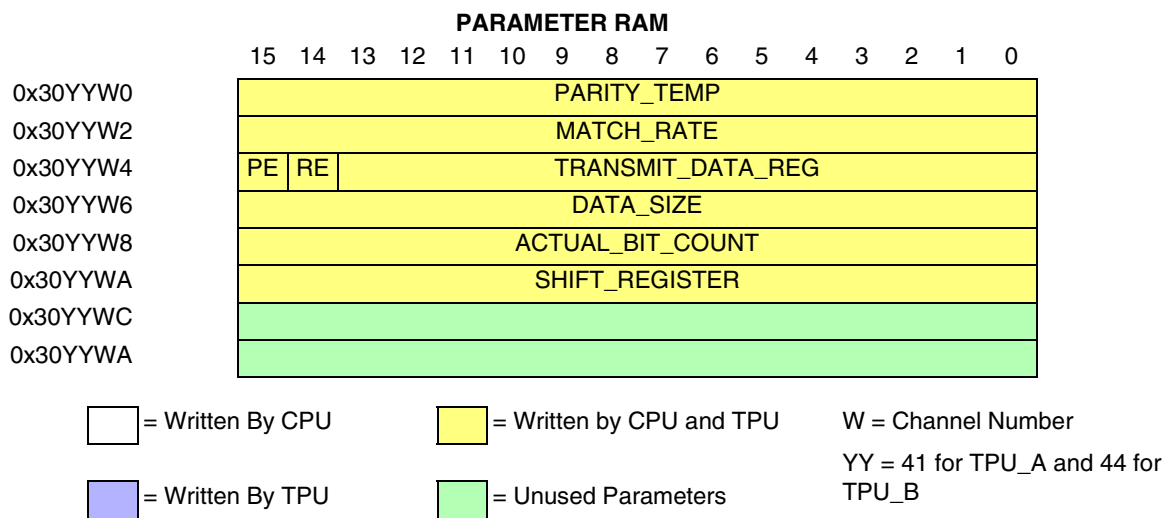 PARAMETER RAM
15 14 13 12 11 10 9 8 7 6 5 4 3 2 1 0
0x30YYW0 PARITY_TEMP
0x30YYW2 MATCH_RATE
0x30YYW4 PE RE TRANSMIT_DATA_REG
0x30YYW6 DATA_SIZE
0x30YYW8 ACTUAL_BIT_COUNT
0x30YYWA SHIFT_REGISTER
0x30YYWC
0x30YYWA
= Written By CPU = Written by CPU and TPU W = Channel Number
YY = 41 for TPU_A and 44 for
= Written By TPU = Unused Parameters TPU_B